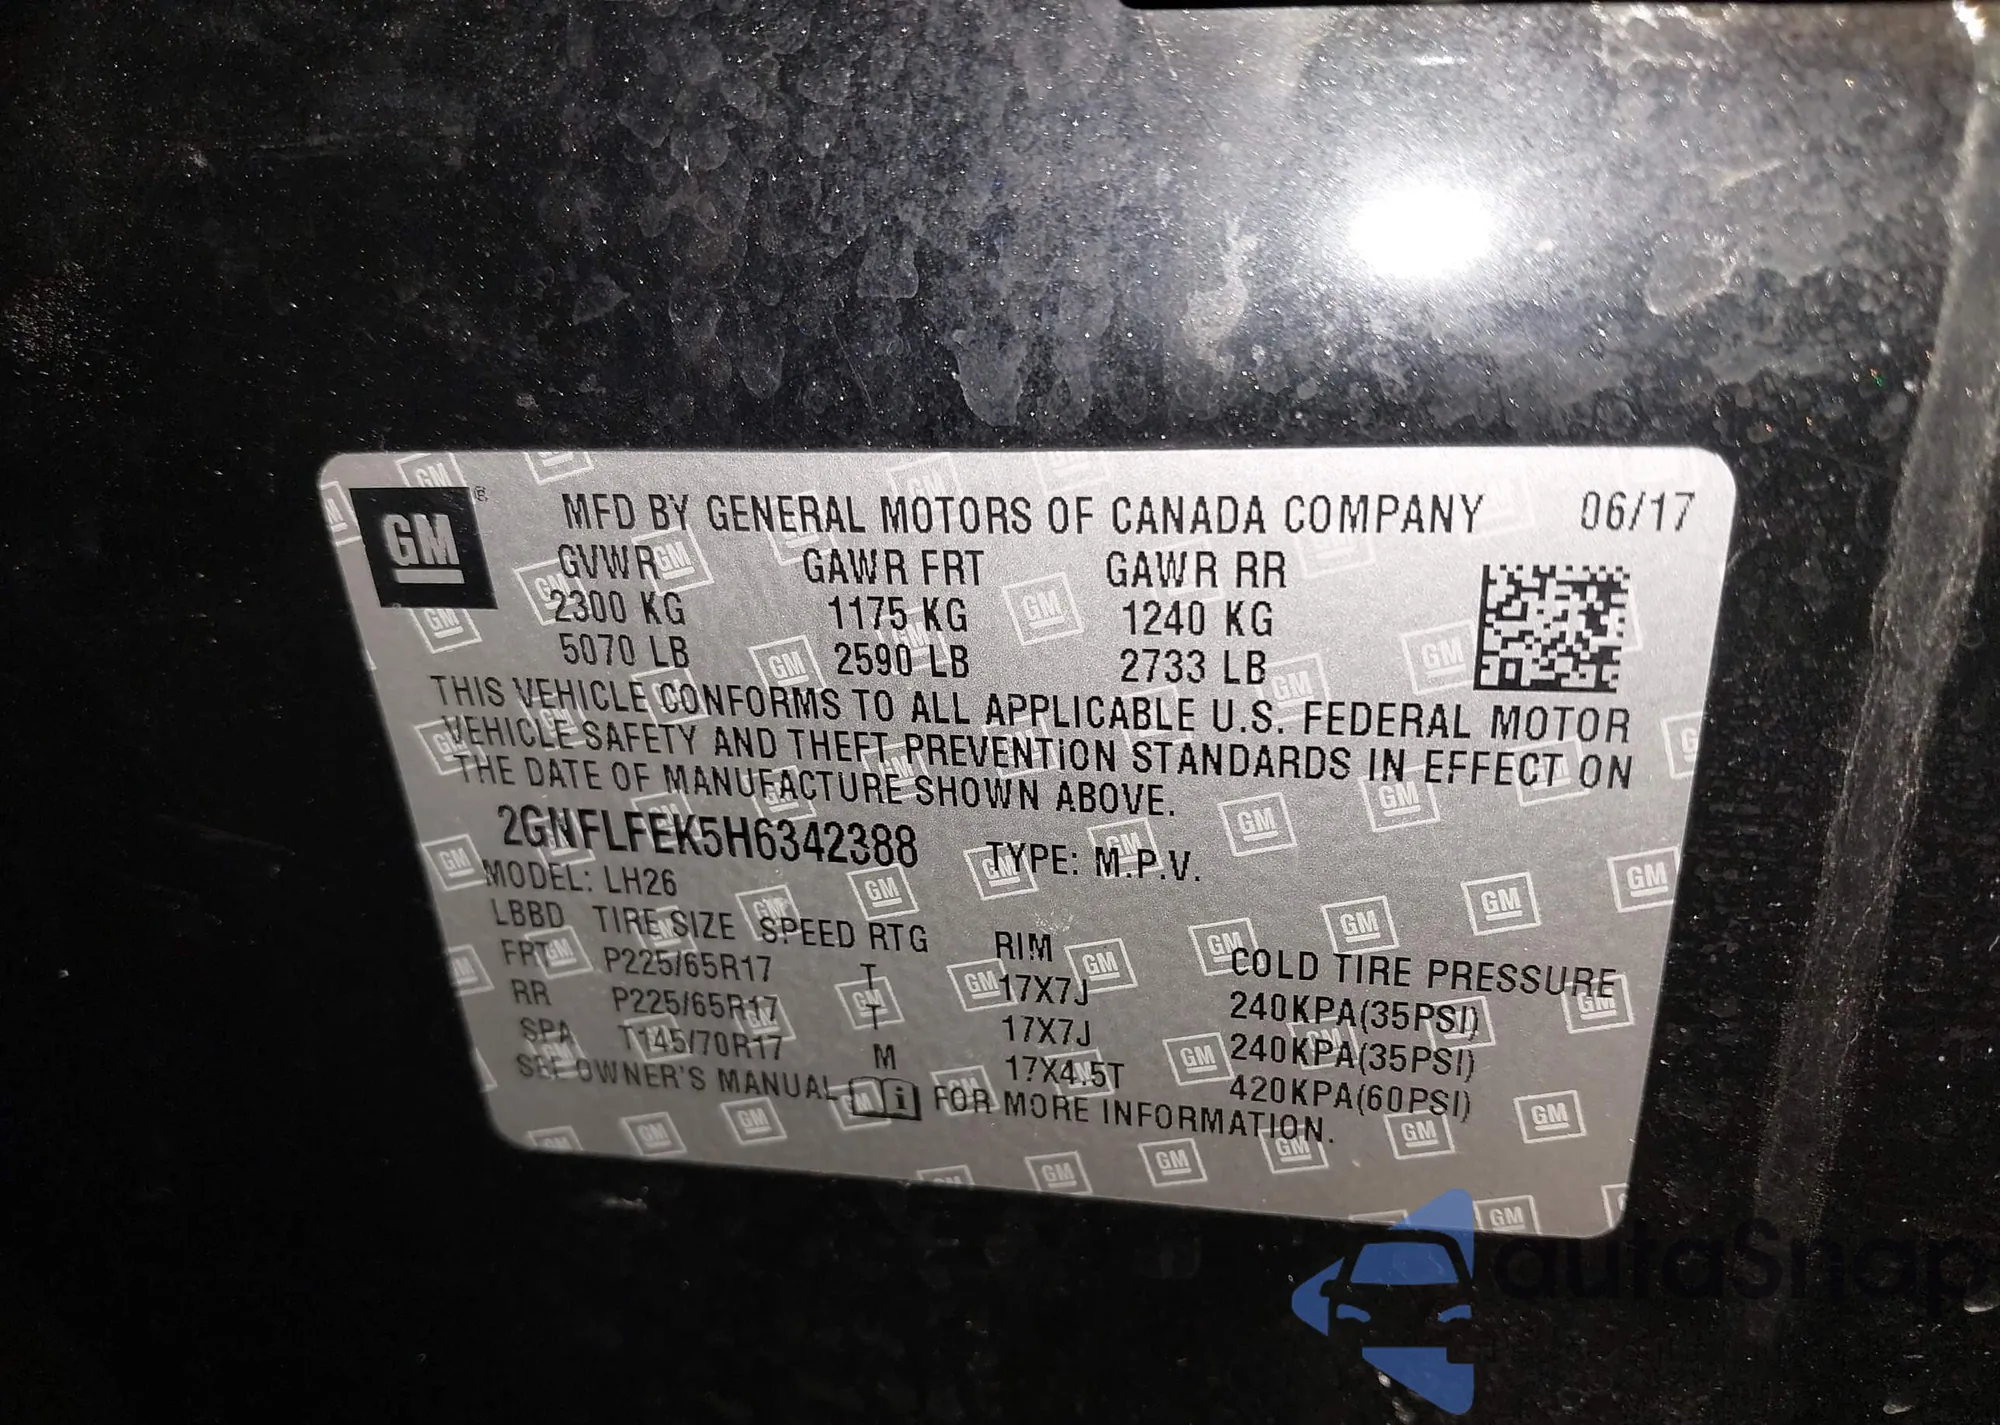 GM® MFD BY GENERAL MOTORS OF CANADA COMPANY 06/17
GVWR GAWR FRT GAWR RR
2300 KG 1175 KG 1240 KG
5070 LB 2590 LB 2733 LB
THIS VEHICLE CONFORMS TO ALL APPLICABLE U.S. FEDERAL MOTOR
VEHICLE SAFETY AND THEFT PREVENTION STANDARDS IN EFFECT ON
THE DATE OF MANUFACTURE SHOWN ABOVE.
2GNFLFEK5H6342388 TYPE: M.P.V.
MODEL: LH26
LBBD TIRE SIZE SPEED RTG RIM COLD TIRE PRESSURE
FRT P225/65R17 T 17X7J 240KPA(35PSI)
RR P225/65R17 T 17X7J 240KPA(35PSI)
SPA T145/70R17 M 17X4.5T 420KPA(60PSI)
SEE OWNER'S MANUAL FOR MORE INFORMATION.
auraSnap